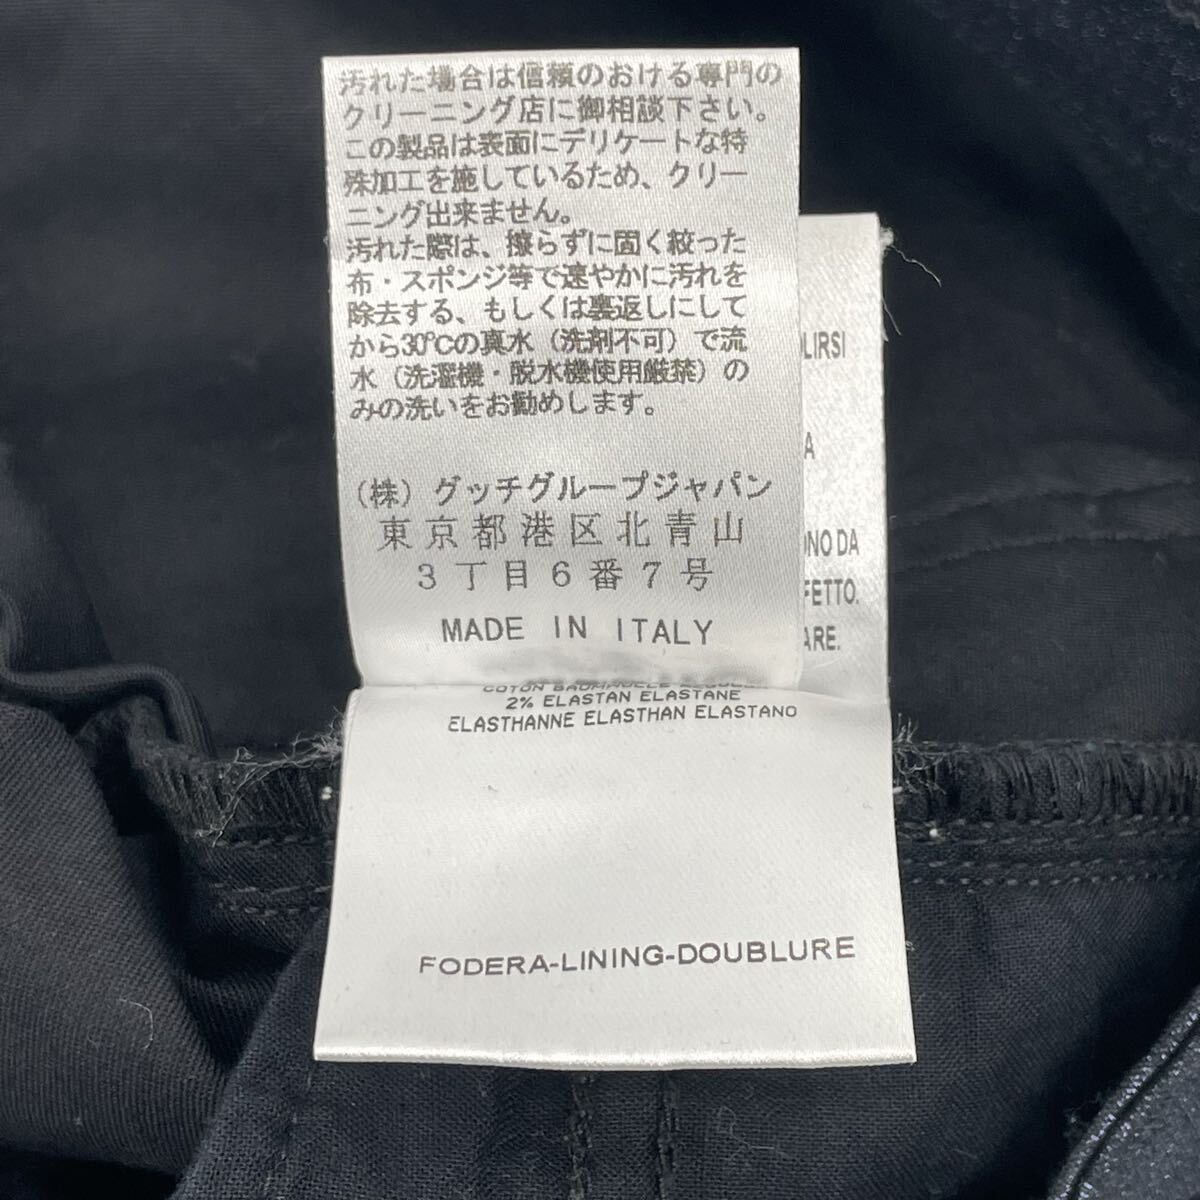 汚れた場合は信頼のおける専門の
クリーニング店に御相談下さい。
この製品は表面にデリケートな特
殊加工を施しているため、クリー
ニング出来ません。
汚れた際は、擦らずに固く絞った
布・スポンジ等で速やかに汚れを
除去する、もしくは裏返しにして
から30℃の真水（洗剤不可）で流
水（洗濯機・脱水機使用厳禁）の
みの洗いをお勧めします。
（株）グッチグループジャパン
東京都港区北青山
3丁目6番7号
MADE IN ITALY
OLIRSI
A
ONO DA
FETTO.
ARE.
COTON BAUMWOLLE
2% ELASTAN ELASTANE
ELASTHANNE ELASTHAN ELASTANO
FODERA-LINING-DOUBLURE